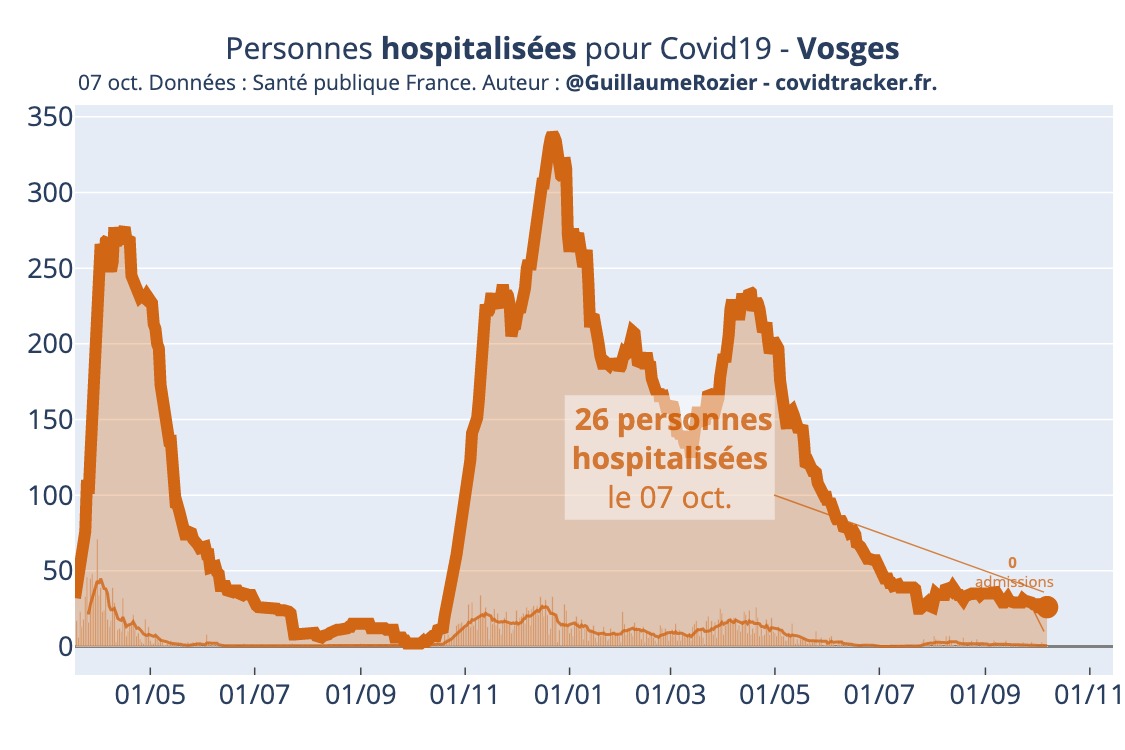 Personnes hospitalisées pour Covid19 - Vosges
07 oct. Données : Santé publique France. Auteur : @GuillaumeRozier - covidtracker.fr.
350
300
250
200
150
100
50
0
26 personnes
hospitalisées
le 07 oct.
0
admissions
01/05 01/07 01/09 01/11 01/01 01/03 01/05 01/07 01/09 01/11